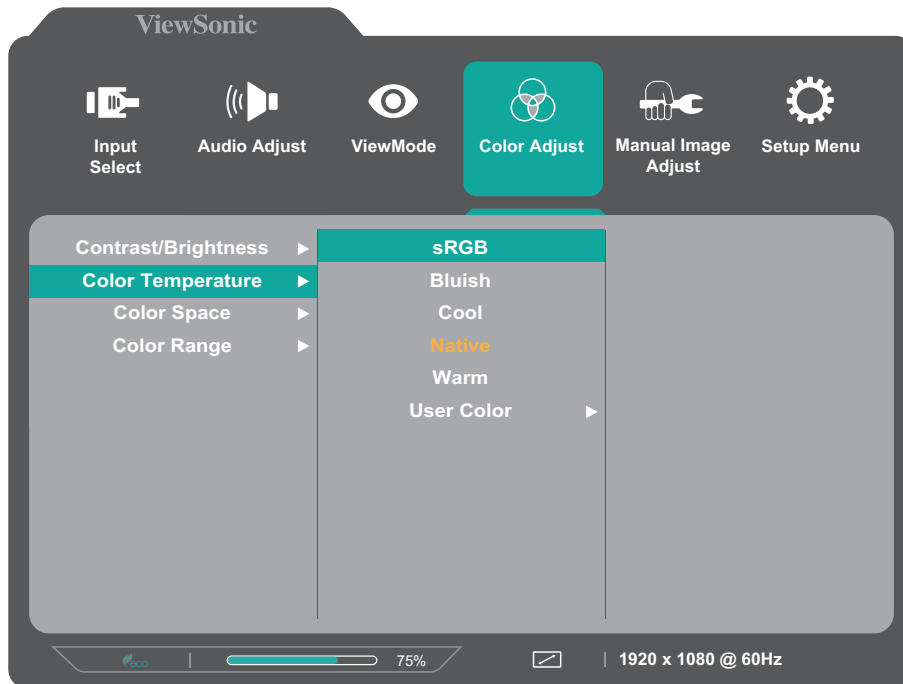 ViewSonic
Input
Select
Audio Adjust
ViewMode
Color Adjust
Manual Image
Adjust
Setup Menu
Contrast/Brightness
Color Temperature
Color Space
Color Range
sRGB
Bluish
Cool
Native
Warm
User Color
eco
75%
1920 x 1080 @ 60Hz